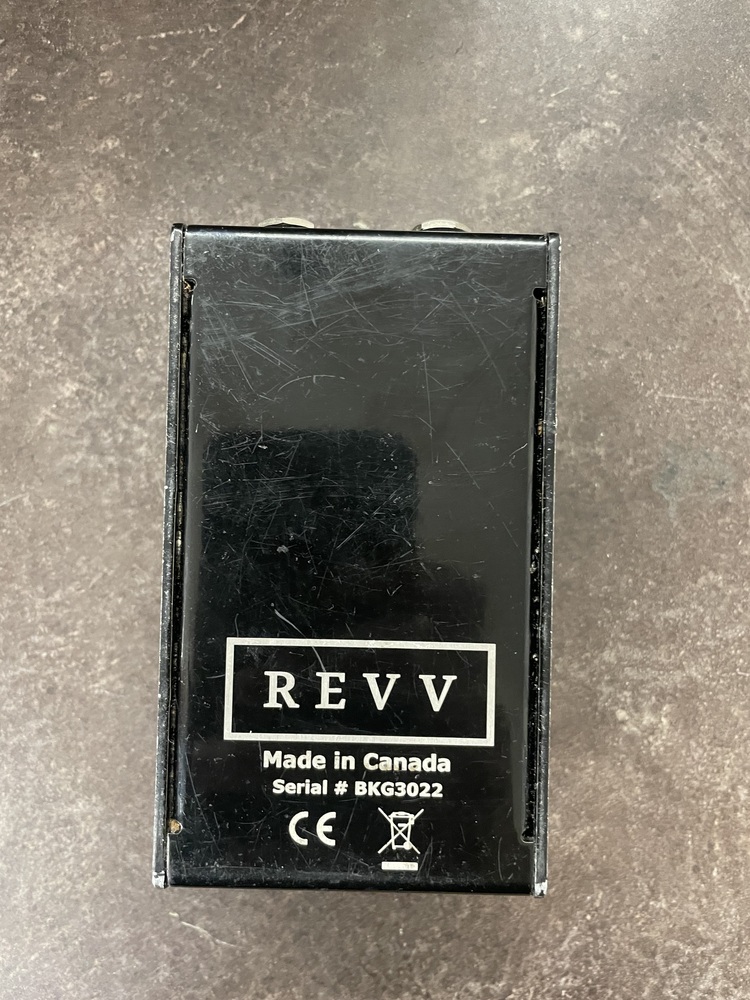 REVV
Made in Canada
Serial # BKG3022
CE